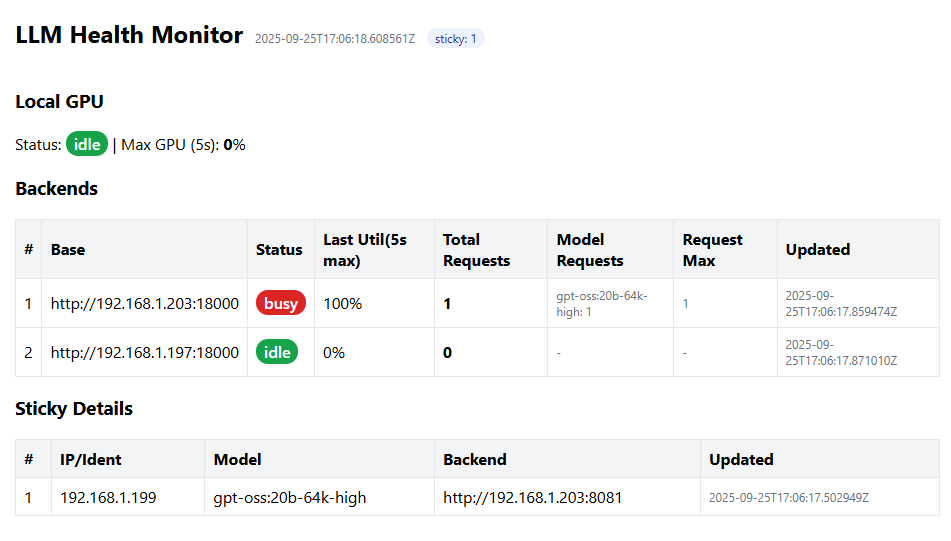 LLM Health Monitor 2025-09-25T17:06:18.608561Z sticky: 1
Local GPU
Status: idle | Max GPU (5s): 0%
Backends
# Base Status Last Util(5s max) Total Requests Model Requests Request Max Updated
1 http://192.168.1.203:18000 busy 100% 1 gpt-oss:20b-64k-high: 1 1 2025-09-25T17:06:17.859474Z
2 http://192.168.1.197:18000 idle 0% 0 - - 2025-09-25T17:06:17.871010Z
Sticky Details
# IP/Ident Model Backend Updated
1 192.168.1.199 gpt-oss:20b-64k-high http://192.168.1.203:8081 2025-09-25T17:06:17.502949Z